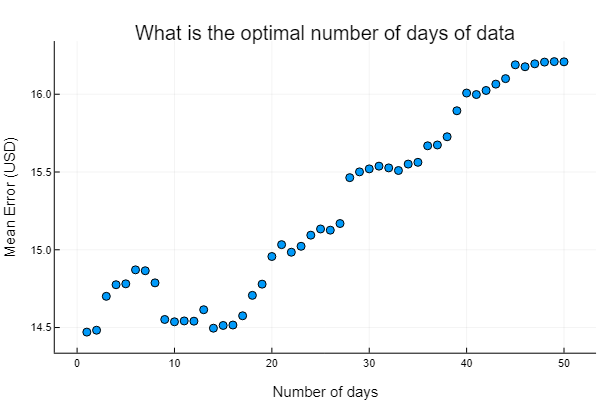 What is the optimal number of days of data
Mean Error (USD)
16.0
15.5
15.0
14.5
0 10 20 30 40 50
Number of days